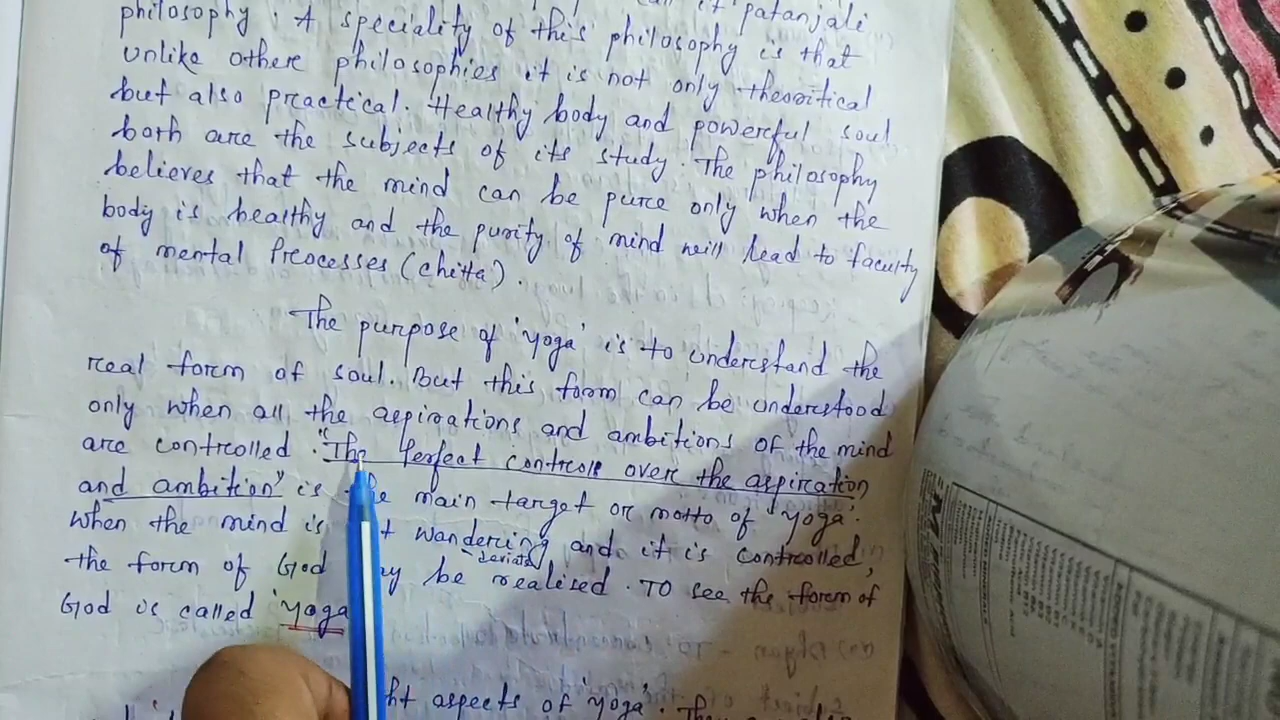 it patanjali
philosophy. A speciality of this philosophy is that
unlike othere philosophies it is not only theoritical
but also practical. Healthy body and powerful soul
both are the subjects of its study. The philosophy
believes that the mind can be pure only when the
body is healthy and the purity of mind will lead to faculty
of mental Processes (chitta).
The purpose of 'yoga' is to understand the
real form of soul. But this form can be understood
only when all the aspirations and ambitions of the mind
are controlled. "The Perfect controle over the aspiration
and ambition" is the main target or motto of 'yoga'.
when the mind is wandering and it is controlled,
deviated
the form of God be realised. To see the form of
God is called 'yoga
aspects of 'yoga'.